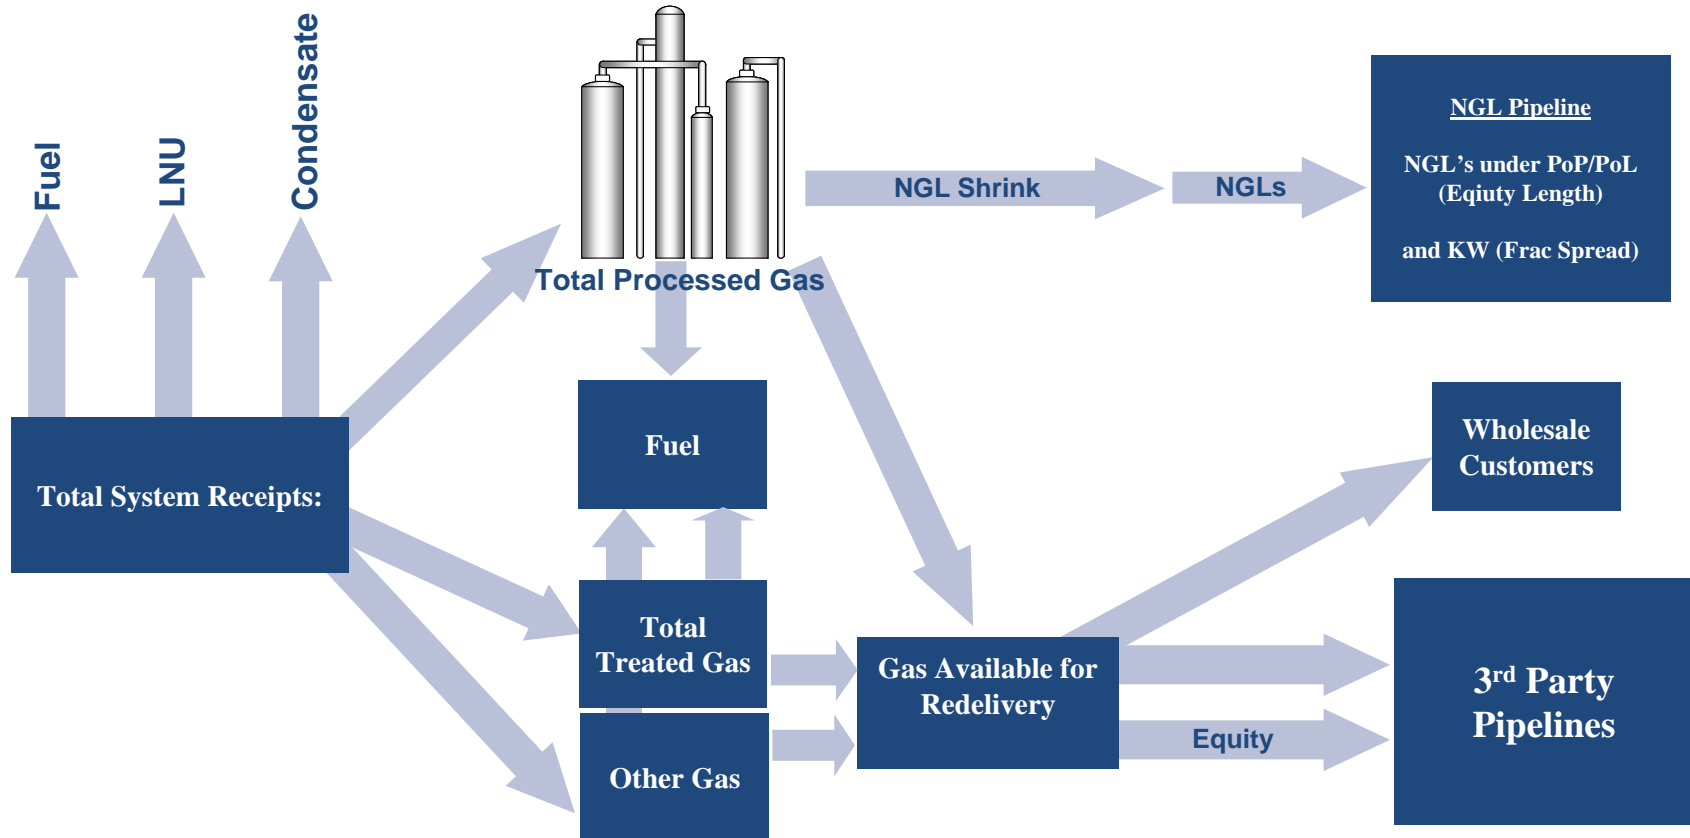 Fuel
LNU
Condensate
Total Processed Gas
NGL Shrink
NGLs
NGL Pipeline
NGL's under PoP/PoL
(Eqiuty Length)
and KW (Frac Spread)
Fuel
Wholesale
Customers
Total System Receipts:
Total
Treated Gas
Gas Available for
Redelivery
3rd Party
Pipelines
Equity
Other Gas